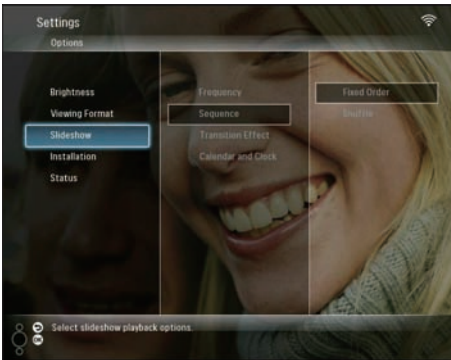 Settings
Options
Brightness
Viewing Format
Slideshow
Installation
Status
Frequency
Sequence
Transition Effect
Calendar and Clock
Fixed Order
Shuffle
Select slideshow playback options.
OK